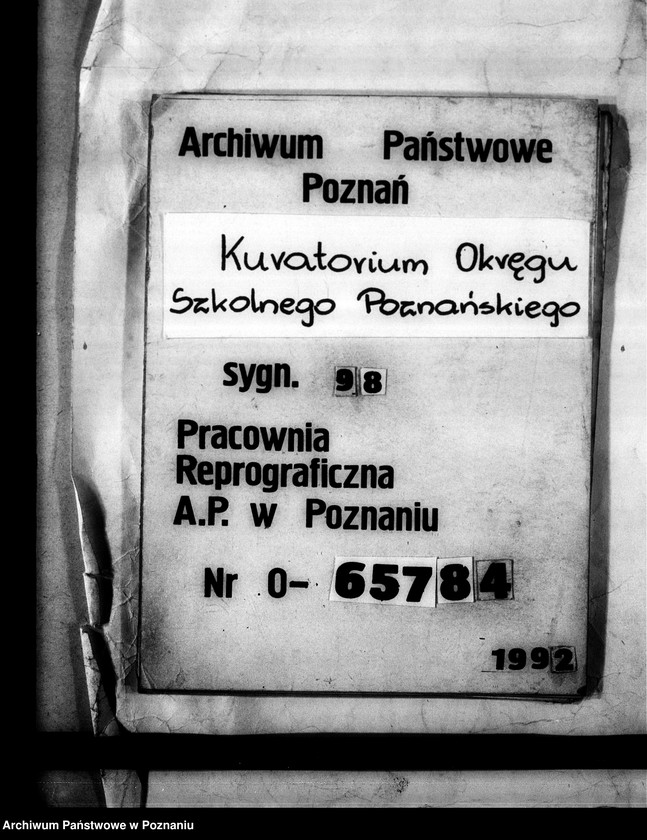 Archiwum Państwowe
Poznań
Kuratorium Okręgu
Szkolnego Poznańskiego
sygn. 98
Pracownia
Reprograficzna
A.P. w Poznaniu
Nr 0- 65784
1992
Archiwum Państwowe w Poznaniu